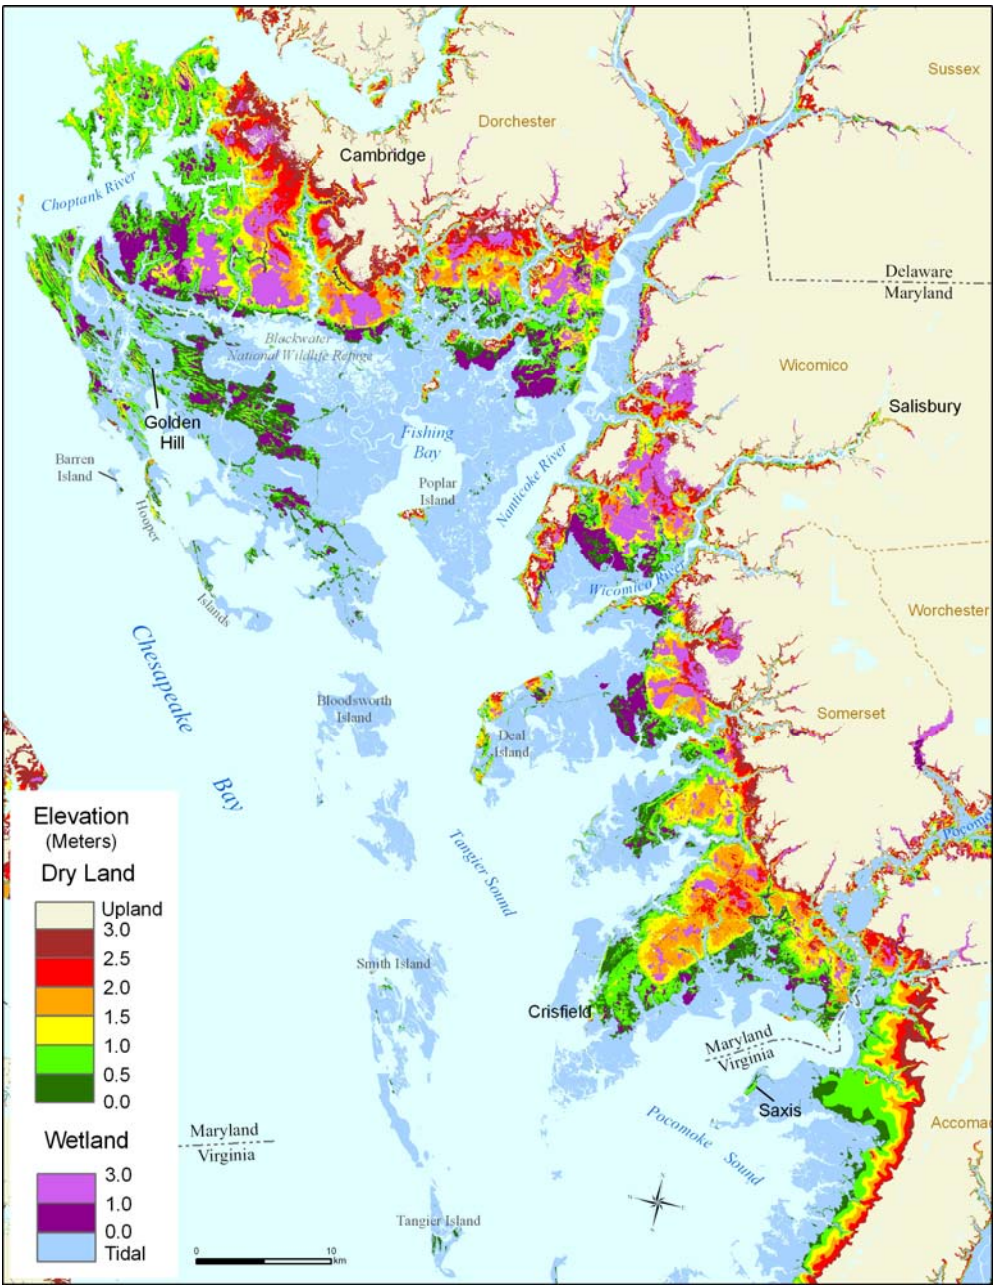 Sussex
Dorchester
Cambridge
Choptank River
Delaware
Maryland
Blackwater
National Wildlife Refuge
Wicomico
Salisbury
Golden
Hill
Fishing
Bay
Barren
Island
Poplar
Island
Nanticoke River
Hooper
Islands
Wicomico River
Worchester
Chesapeake
Bay
Bloodsworth
Island
Deal
Island
Somerset
Pocomo
Tangier Sound
Elevation
(Meters)
Dry Land
Upland
3.0
2.5
2.0
1.5
1.0
0.5
0.0
Wetland
3.0
1.0
0.0
Tidal
Smith Island
Crisfield
Maryland
Virginia
Saxis
Pocomoke Sound
Accomac
Maryland
Virginia
Tangier Island
0 10
km